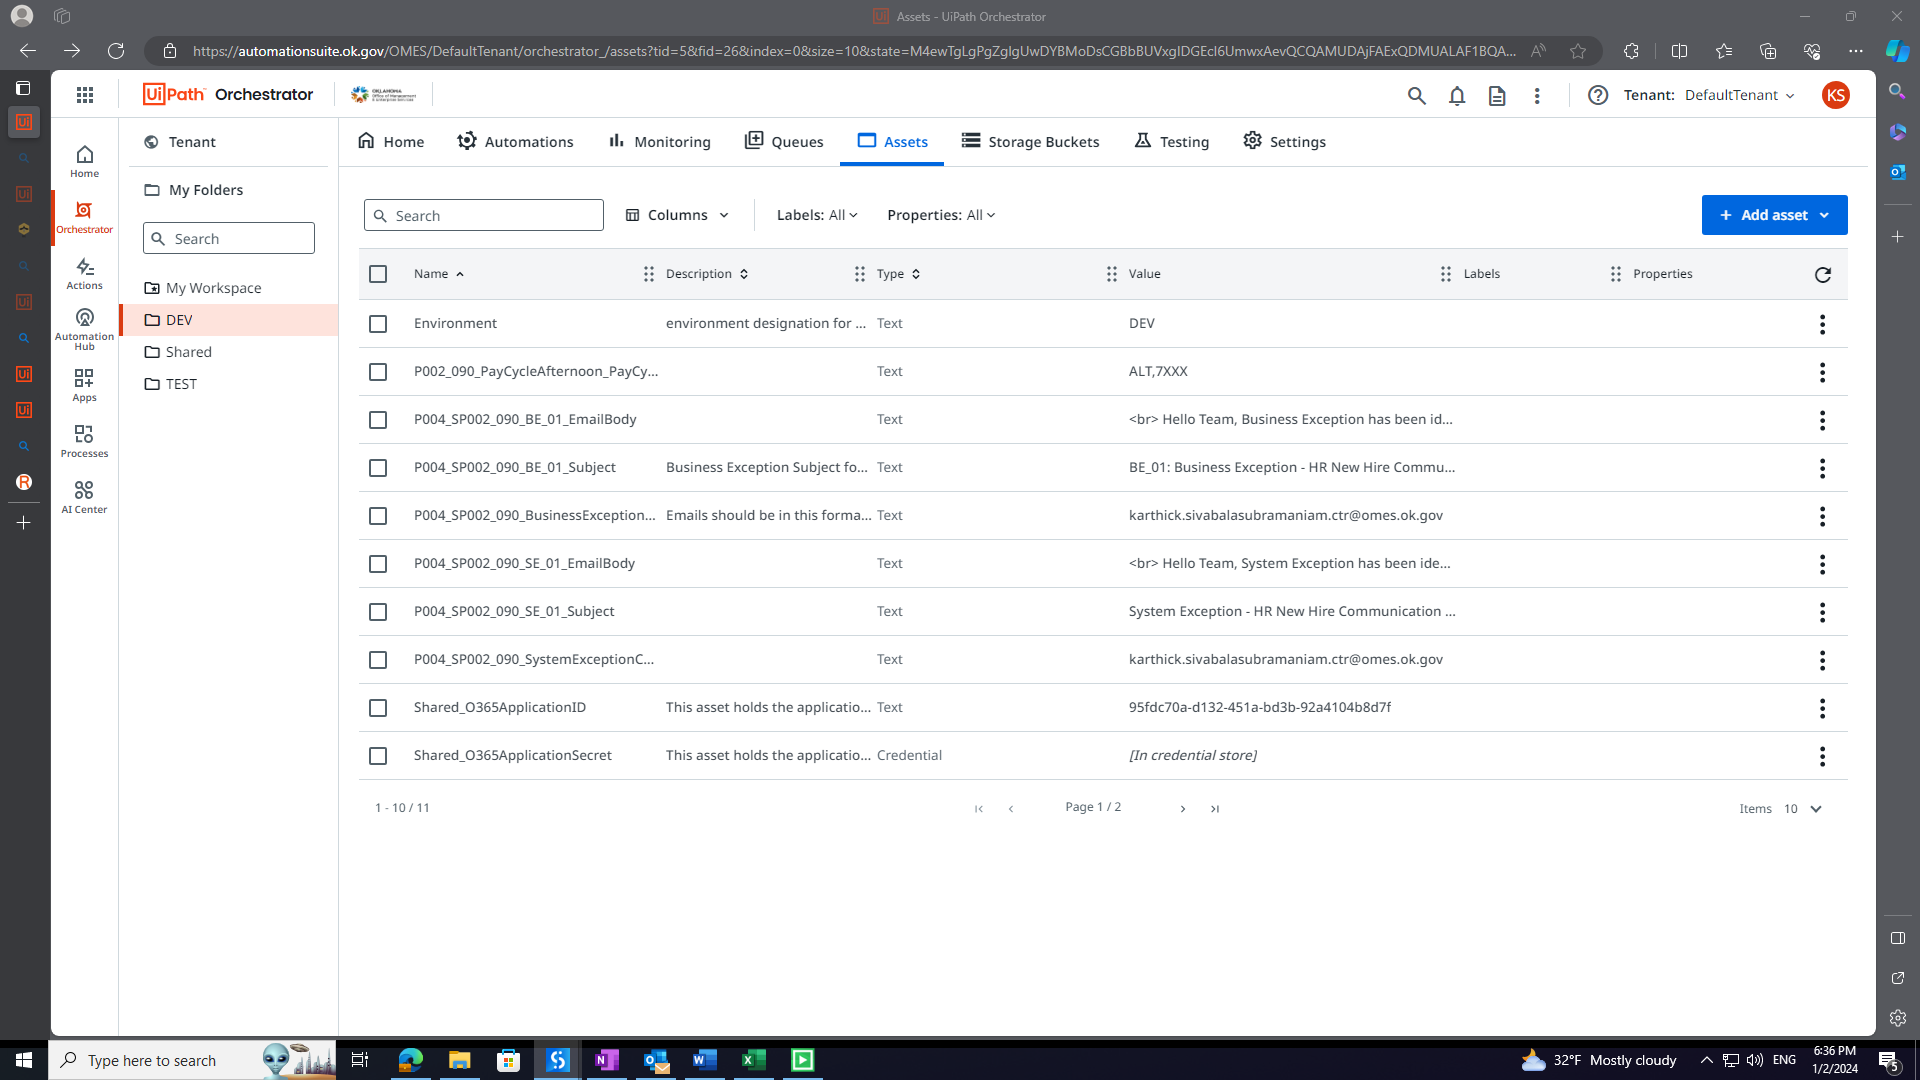 Assets - UiPath Orchestrator
https://automationsuite.ok.gov/OMES/DefaultTenant/orchestrator_/assets?tid=5&fid=26&index=0&size=10&state=M4ewTgLgPgZglgUwDYBMoDsCGBbBUVxgIDGEcI6UmwxAevQCQAMUDAjFAExQDMUALAF1BQA...
UiPath Orchestrator
OKLAHOMA
Office of Management
& Enterprise Services
Tenant: DefaultTenant
KS
Home
Orchestrator
Actions
Automation
Hub
Apps
Processes
AI Center
Tenant
My Folders
Search
My Workspace
DEV
Shared
TEST
Home Automations Monitoring Queues Assets Storage Buckets Testing Settings
Search Columns Labels: All Properties: All + Add asset
Name Description Type Value Labels Properties
Environment environment designation for ... Text DEV
P002_090_PayCycleAfternoon_PayCy... Text ALT,7XXX
P004_SP002_090_BE_01_EmailBody Text <br> Hello Team, Business Exception has been id...
P004_SP002_090_BE_01_Subject Business Exception Subject fo... Text BE_01: Business Exception - HR New Hire Commu...
P004_SP002_090_BusinessException... Emails should be in this forma... Text karthick.sivabalasubramaniam.ctr@omes.ok.gov
P004_SP002_090_SE_01_EmailBody Text <br> Hello Team, System Exception has been ide...
P004_SP002_090_SE_01_Subject Text System Exception - HR New Hire Communication ...
P004_SP002_090_SystemExceptionC... Text karthick.sivabalasubramaniam.ctr@omes.ok.gov
Shared_O365ApplicationID This asset holds the applicatio... Text 95fdc70a-d132-451a-bd3b-92a4104b8d7f
Shared_O365ApplicationSecret This asset holds the applicatio... Credential [In credential store]
1 - 10 / 11 Page 1 / 2 Items 10
Type here to search
32°F Mostly cloudy ENG
6:36 PM
1/2/2024
5